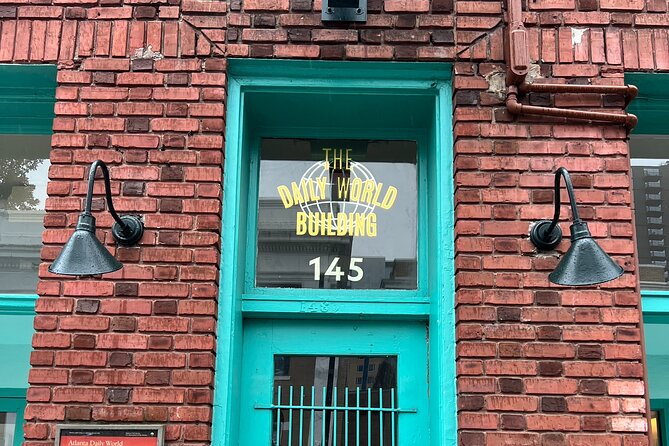 THE
DAILY WORLD
BUILDING
145
Atlanta Daily World